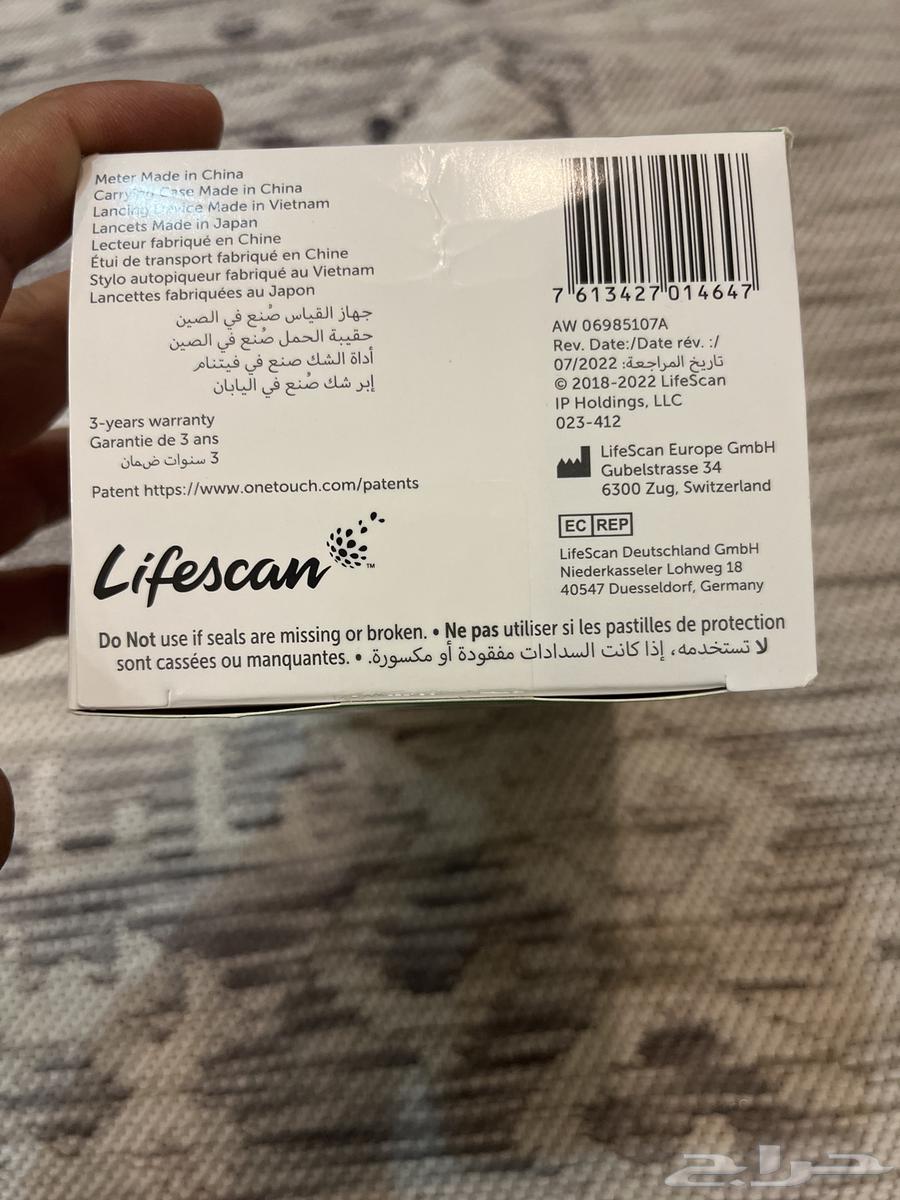 Meter Made in China
Carrying Case Made in China
Lancing Device Made in Vietnam
Lancets Made in Japan
Lecteur fabriqué en Chine
Étui de transport fabriqué en Chine
Stylo autopiqueur fabriqué au Vietnam
Lancettes fabriquées au Japon
جهاز القياس صُنع في الصين
حقيبة الحمل صُنع في الصين
أداة الشك صنع في فيتنام
إبر شك صُنع في اليابان
3-years warranty
Garantie de 3 ans
3 سنوات ضمان
Patent https://www.onetouch.com/patents
Lifescan™
7 613427 014647
AW 06985107A
Rev. Date:/Date rév. :/
تاريخ المراجعة: 07/2022
© 2018-2022 LifeScan
IP Holdings, LLC
023-412
LifeScan Europe GmbH
Gubelstrasse 34
6300 Zug, Switzerland
EC REP
LifeScan Deutschland GmbH
Niederkasseler Lohweg 18
40547 Duesseldorf, Germany
Do Not use if seals are missing or broken. • Ne pas utiliser si les pastilles de protection
sont cassées ou manquantes. • لا تستخدمه، إذا كانت السدادات مفقودة أو مكسورة.
حراج